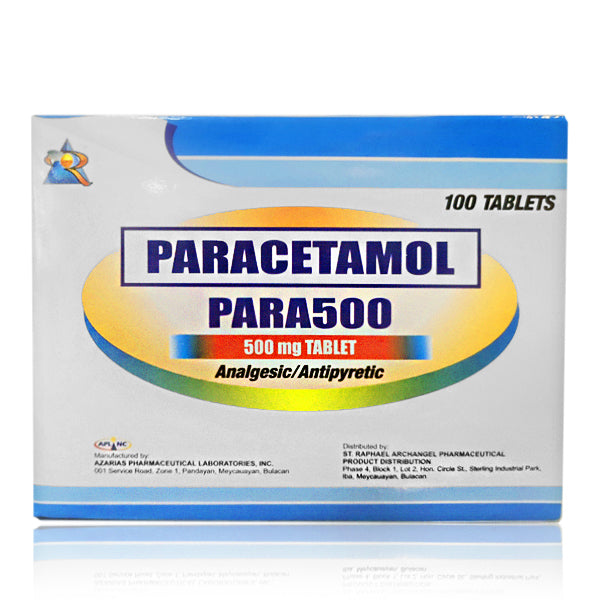 100 TABLETS
PARACETAMOL
PARA500
500 mg TABLET
Analgesic/Antipyretic
APLINC
Manufactured by:
AZARIAS PHARMACEUTICAL LABORATORIES, INC.
001 Service Road, Zone 1, Pandayan, Meycauayan, Bulacan
Distributed by:
ST. RAPHAEL ARCHANGEL PHARMACEUTICAL
PRODUCT DISTRIBUTION
Phase 4, Block 1, Lot 2, Hon. Circle St., Sterling Industrial Park,
Iba, Meycauayan, Bulacan